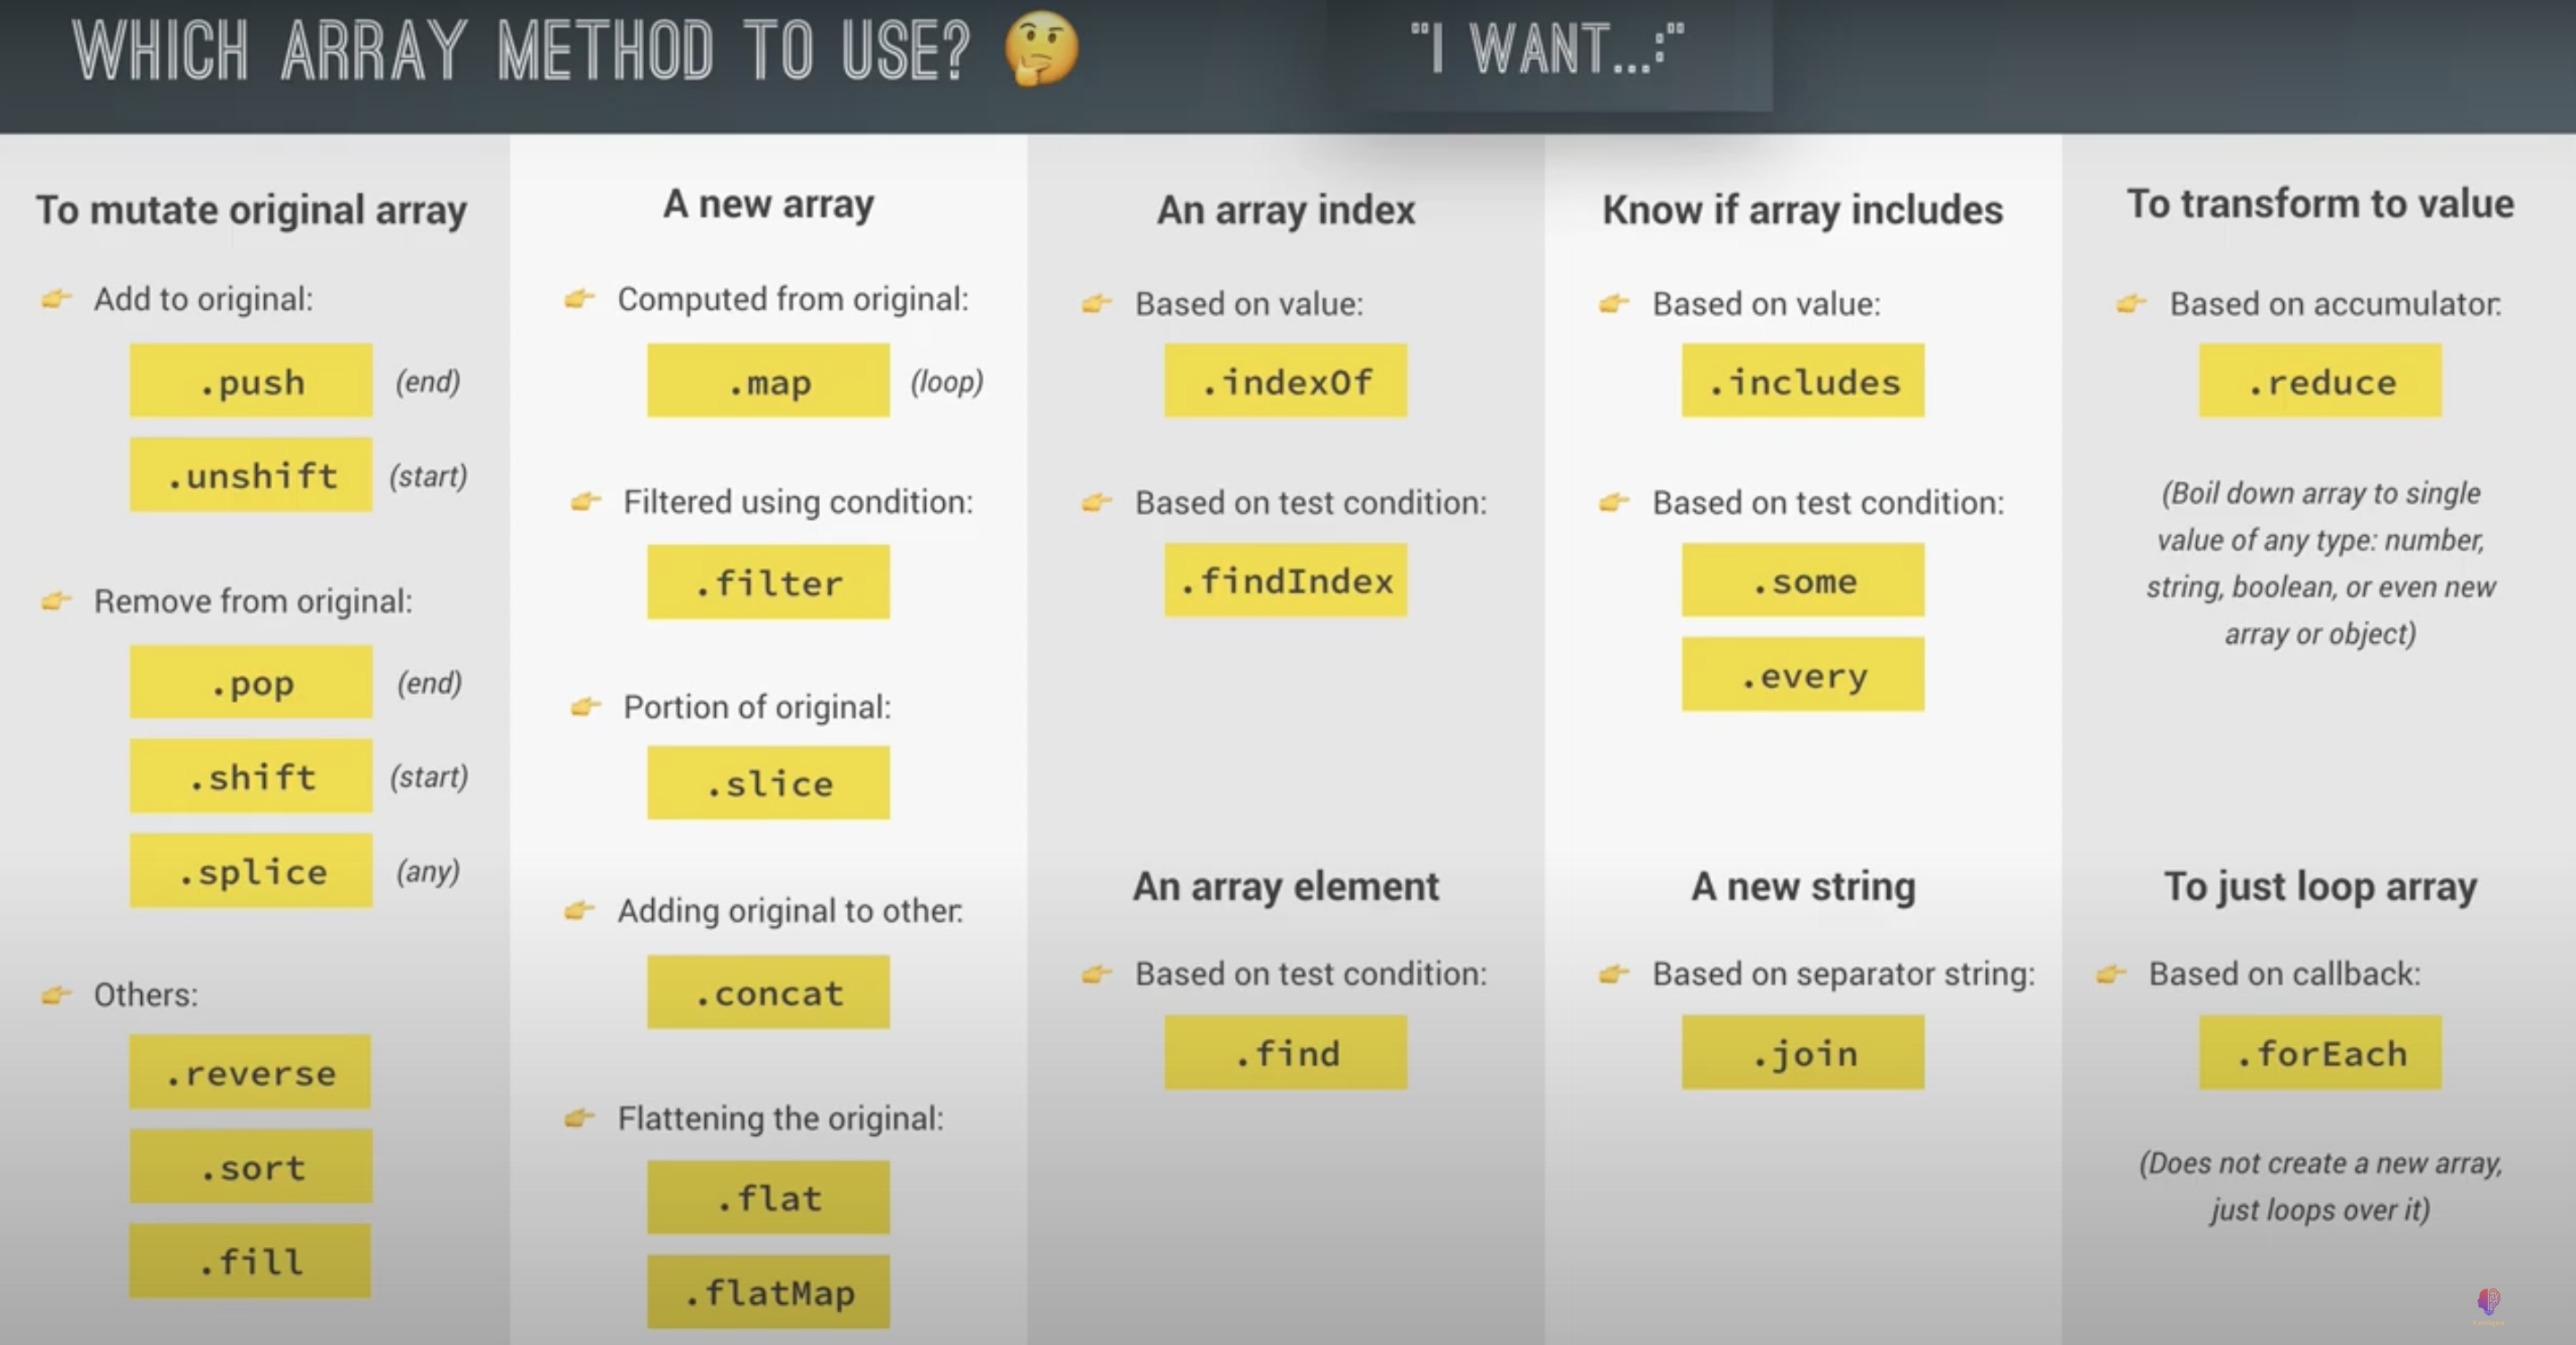 WHICH ARRAY METHOD TO USE? 🤔
"I WANT...:"
To mutate original array
👉 Add to original:
.push (end)
.unshift (start)
👉 Remove from original:
.pop (end)
.shift (start)
.splice (any)
👉 Others:
.reverse
.sort
.fill
A new array
👉 Computed from original:
.map (loop)
👉 Filtered using condition:
.filter
👉 Portion of original:
.slice
👉 Adding original to other:
.concat
👉 Flattening the original:
.flat
.flatMap
An array index
👉 Based on value:
.indexOf
👉 Based on test condition:
.findIndex
An array element
👉 Based on test condition:
.find
Know if array includes
👉 Based on value:
.includes
👉 Based on test condition:
.some
.every
A new string
👉 Based on separator string:
.join
To transform to value
👉 Based on accumulator:
.reduce
(Boil down array to single
value of any type: number,
string, boolean, or even new
array or object)
To just loop array
👉 Based on callback:
.forEach
(Does not create a new array,
just loops over it)